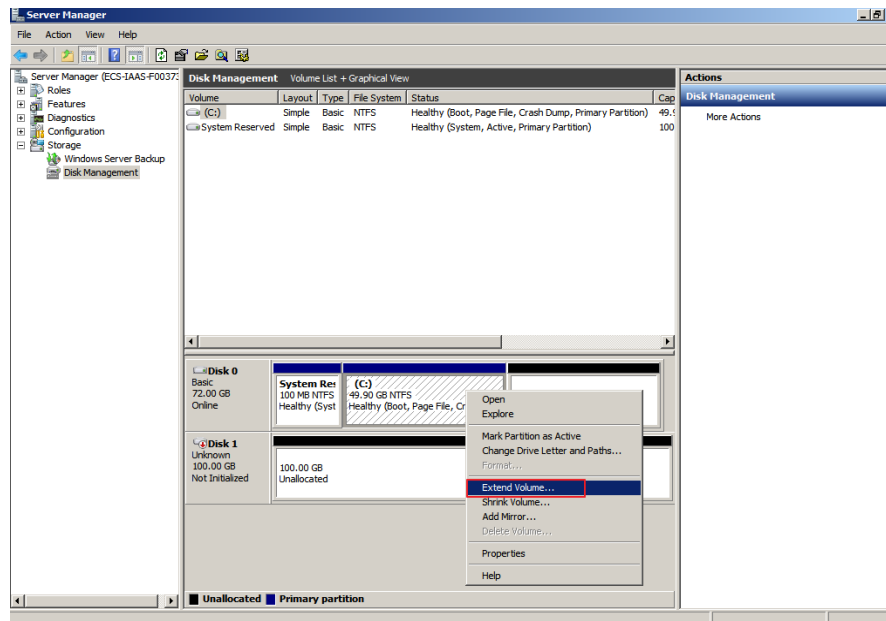 Server Manager
File Action View Help
Server Manager (ECS-IAAS-F00373
Roles
Features
Diagnostics
Configuration
Storage
Windows Server Backup
Disk Management
Disk Management Volume List + Graphical View
Volume Layout Type File System Status Cap
(C:) Simple Basic NTFS Healthy (Boot, Page File, Crash Dump, Primary Partition) 49.9
System Reserved Simple Basic NTFS Healthy (System, Active, Primary Partition) 100
Disk 0
Basic
72.00 GB
Online
System Res
100 MB NTFS
Healthy (Syst
(C:)
49.90 GB NTFS
Healthy (Boot, Page File, Cr
Disk 1
Unknown
100.00 GB
Not Initialized
100.00 GB
Unallocated
Open
Explore
Mark Partition as Active
Change Drive Letter and Paths...
Format...
Extend Volume...
Shrink Volume...
Add Mirror...
Delete Volume...
Properties
Help
Unallocated Primary partition
Actions
Disk Management
More Actions